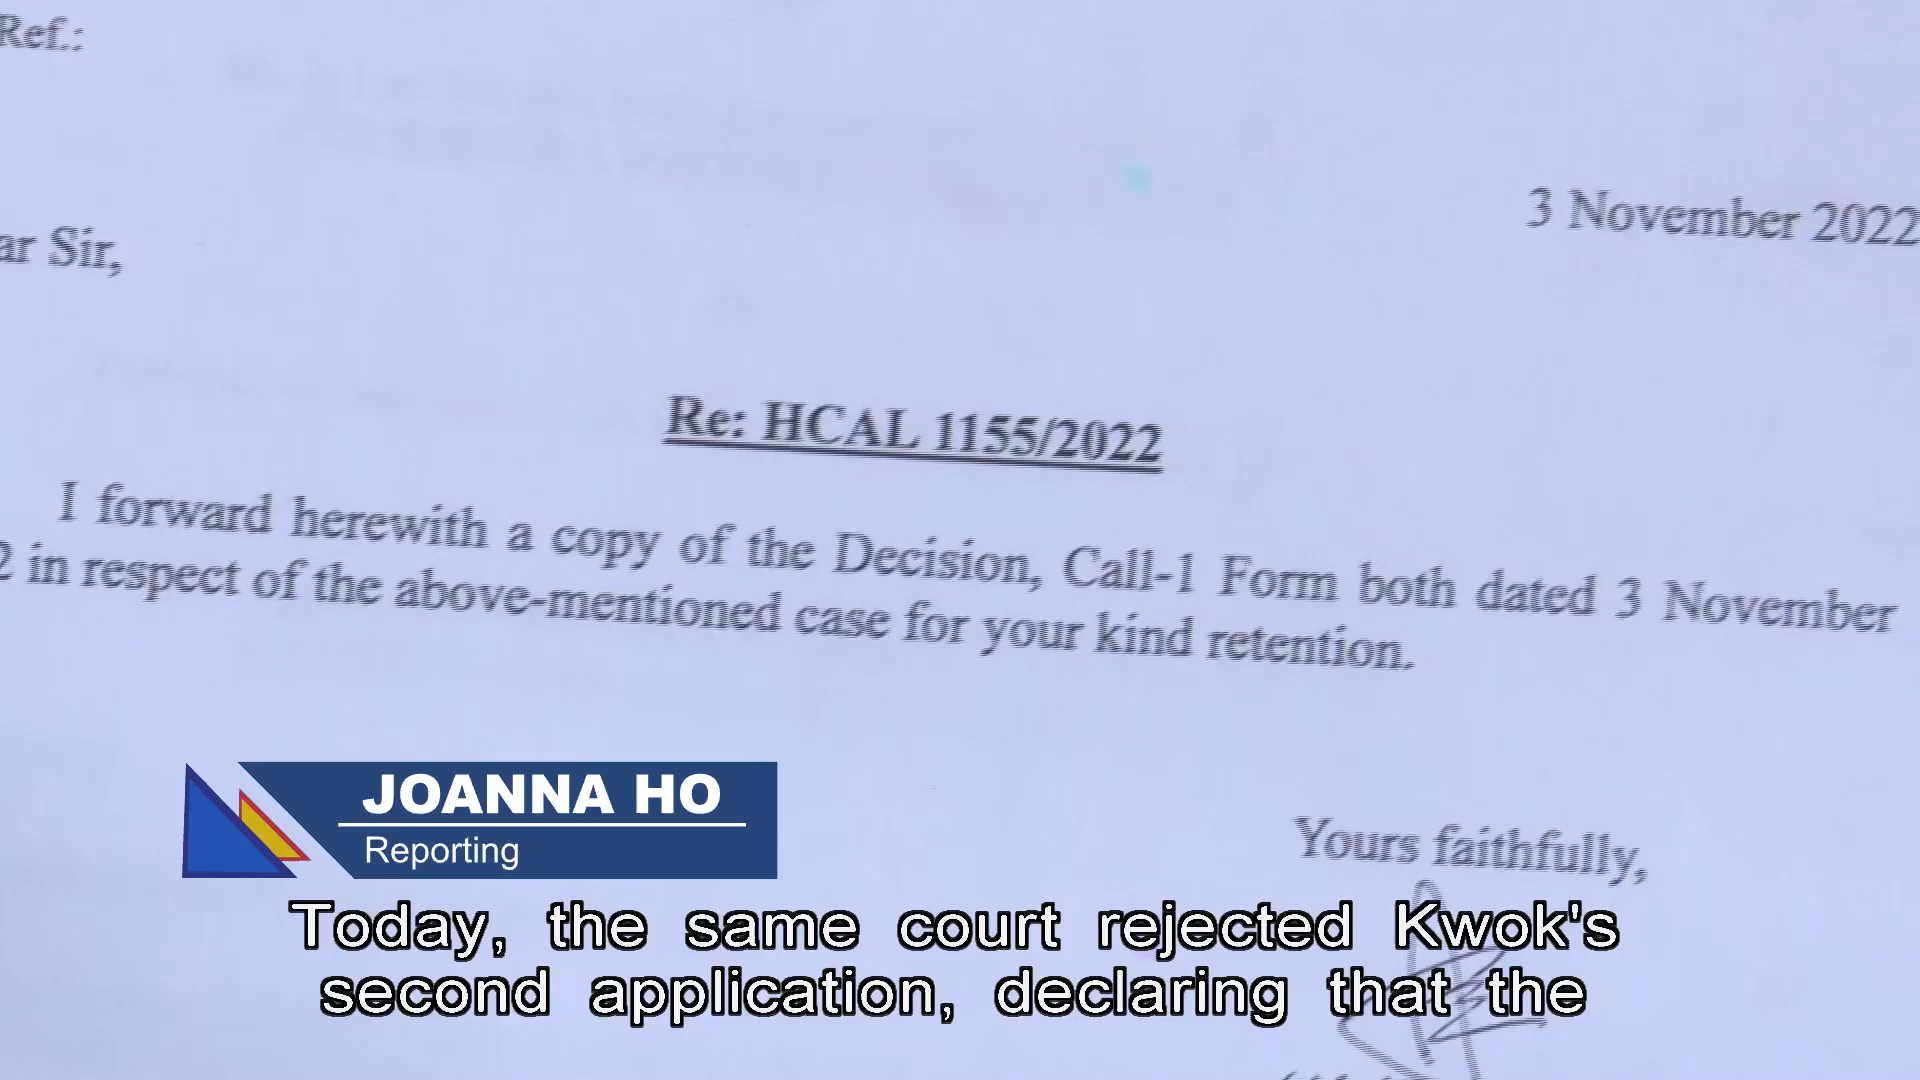 Ref.:
3 November 2022
ar Sir,
Re: HCAL 1155/2022
I forward herewith a copy of the Decision, Call-1 Form both dated 3 November
2 in respect of the above-mentioned case for your kind retention.
JOANNA HO
Reporting
Yours faithfully,
Today, the same court rejected Kwok's
second application, declaring that the